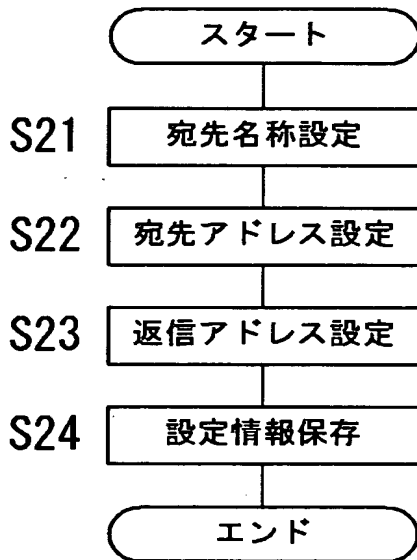 スタート
S21 宛先名称設定
S22 宛先アドレス設定
S23 返信アドレス設定
S24 設定情報保存
エンド